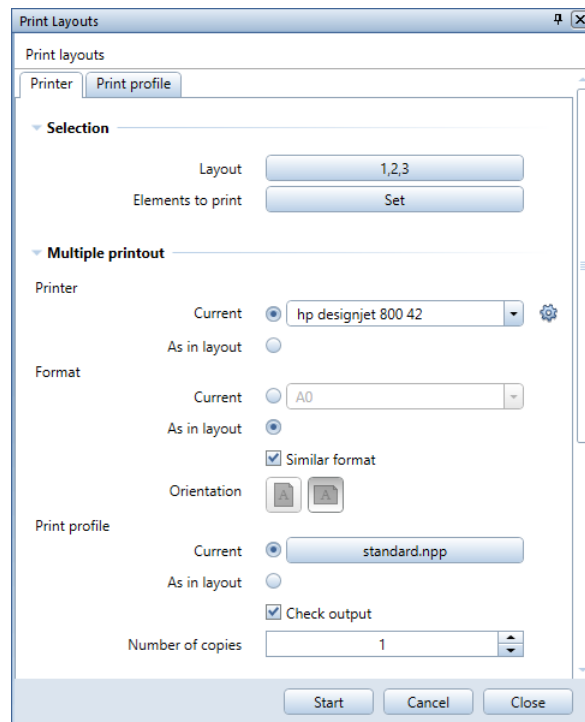 Print Layouts
Print layouts
Printer Print profile
Selection
Layout 1,2,3
Elements to print Set
Multiple printout
Printer
Current hp designjet 800 42
As in layout
Format
Current A0
As in layout
Similar format
Orientation A A
Print profile
Current standard.npp
As in layout
Check output
Number of copies 1
Start Cancel Close